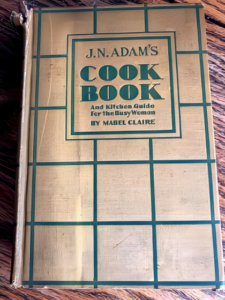 J.N. ADAM'S
COOK
BOOK
And Kitchen Guide
for the Busy Woman
BY MABEL CLAIRE